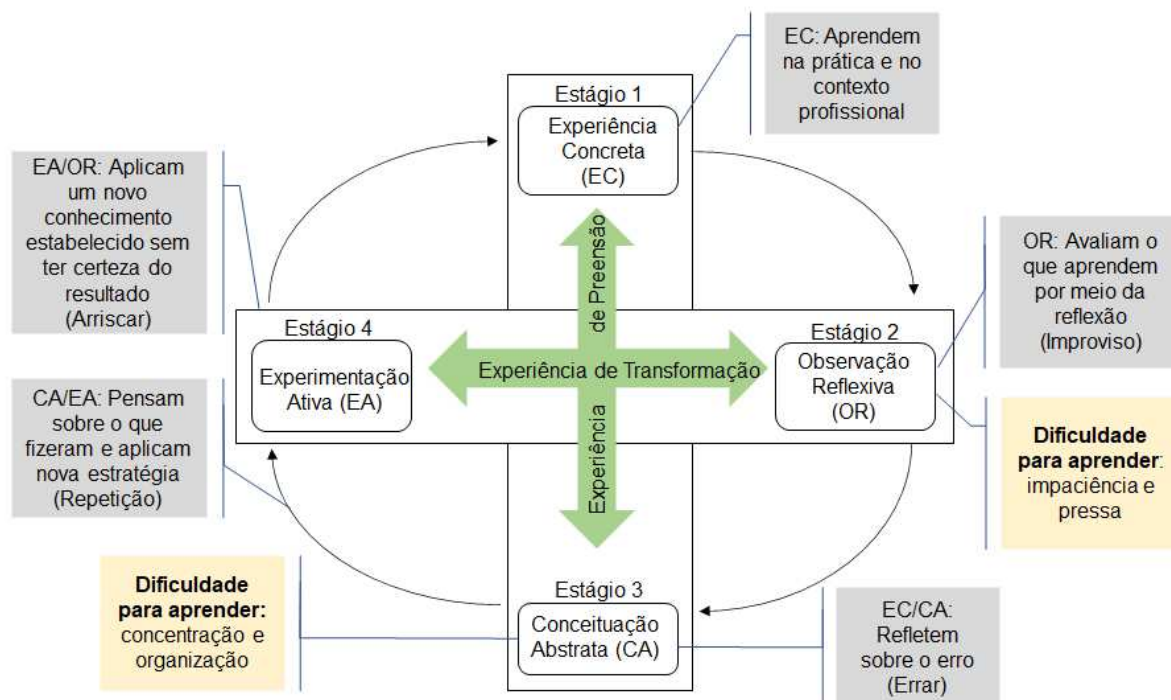 EC: Aprendem
na prática e no
contexto
profissional
Estágio 1
Experiência
Concreta
(EC)
EA/OR: Aplicam
um novo
conhecimento
estabelecido sem
ter certeza do
resultado
(Arriscar)
OR: Avaliam o
que aprendem
por meio da
reflexão
(Improviso)
de Preensão
Estágio 4
Experimentação
Ativa (EA)
Experiência de Transformação
Estágio 2
Observação
Reflexiva
(OR)
CA/EA: Pensam
sobre o que
fizeram e aplicam
nova estratégia
(Repetição)
Experiência
Dificuldade
para aprender:
impaciência e
pressa
Dificuldade
para aprender:
concentração e
organização
Estágio 3
Conceituação
Abstrata (CA)
EC/CA:
Refletem
sobre o erro
(Errar)